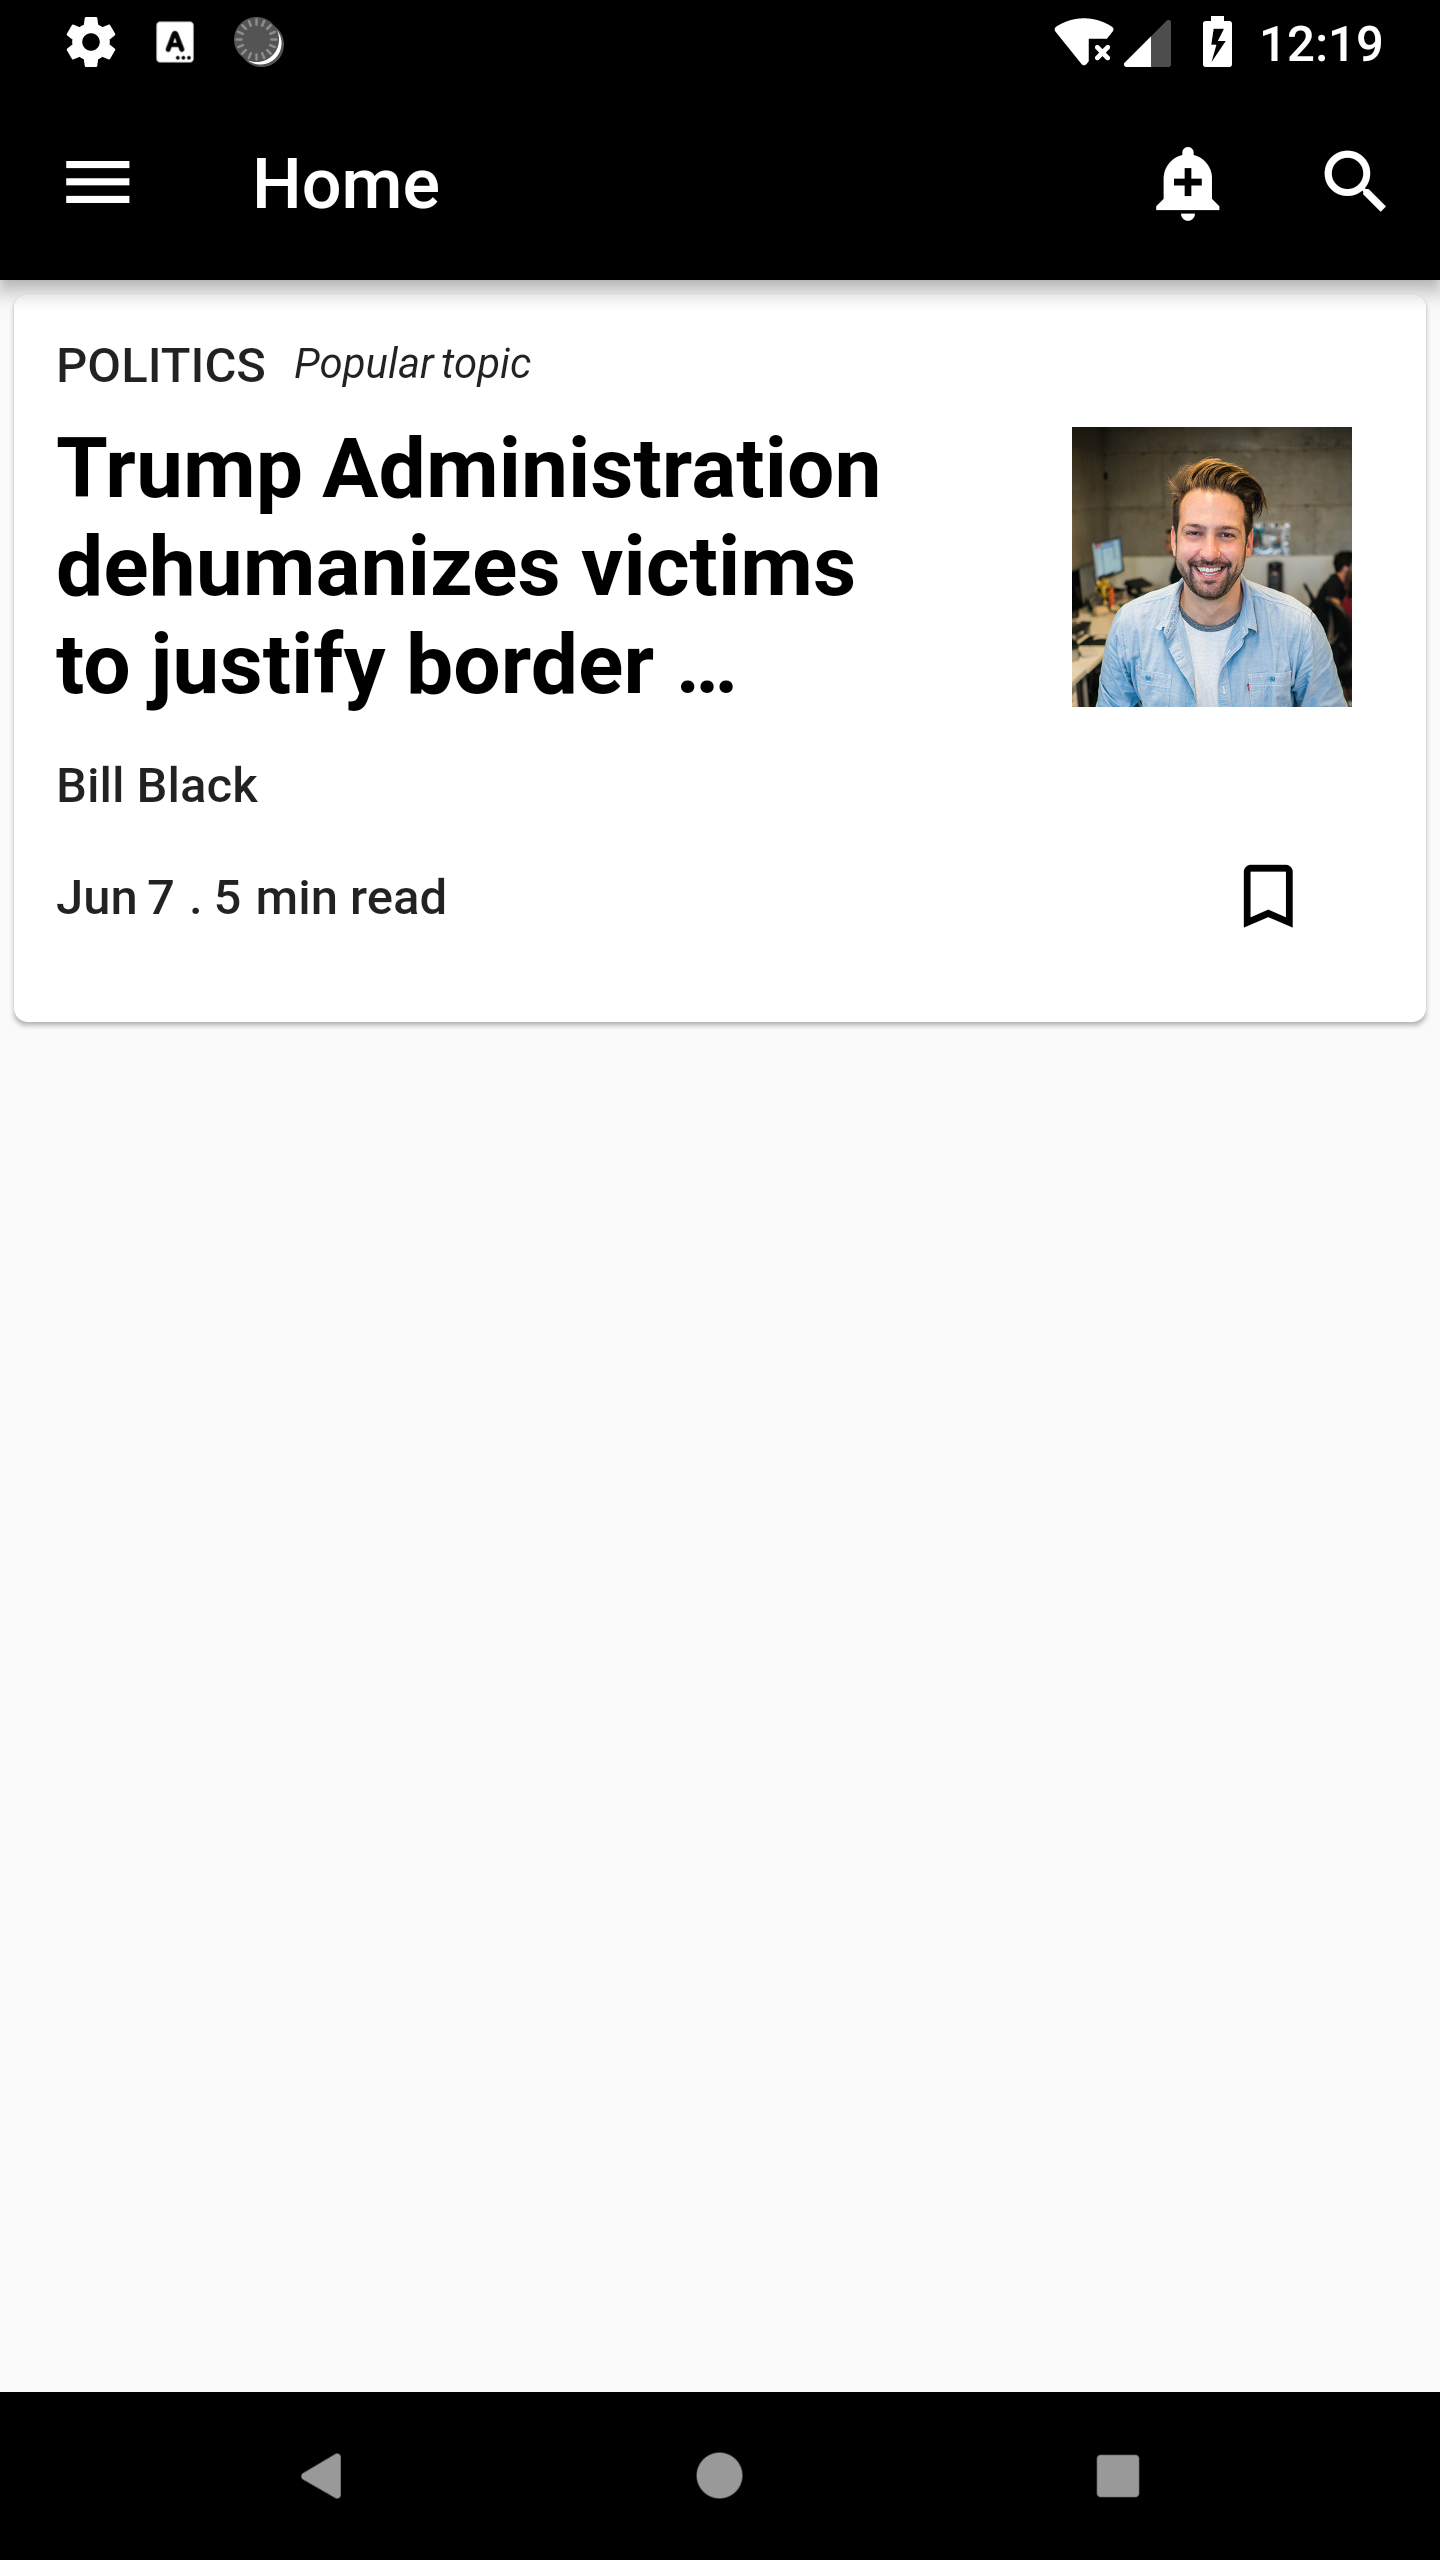 12:19
Home
POLITICS Popular topic
Trump Administration
dehumanizes victims
to justify border ...
Bill Black
Jun 7 . 5 min read